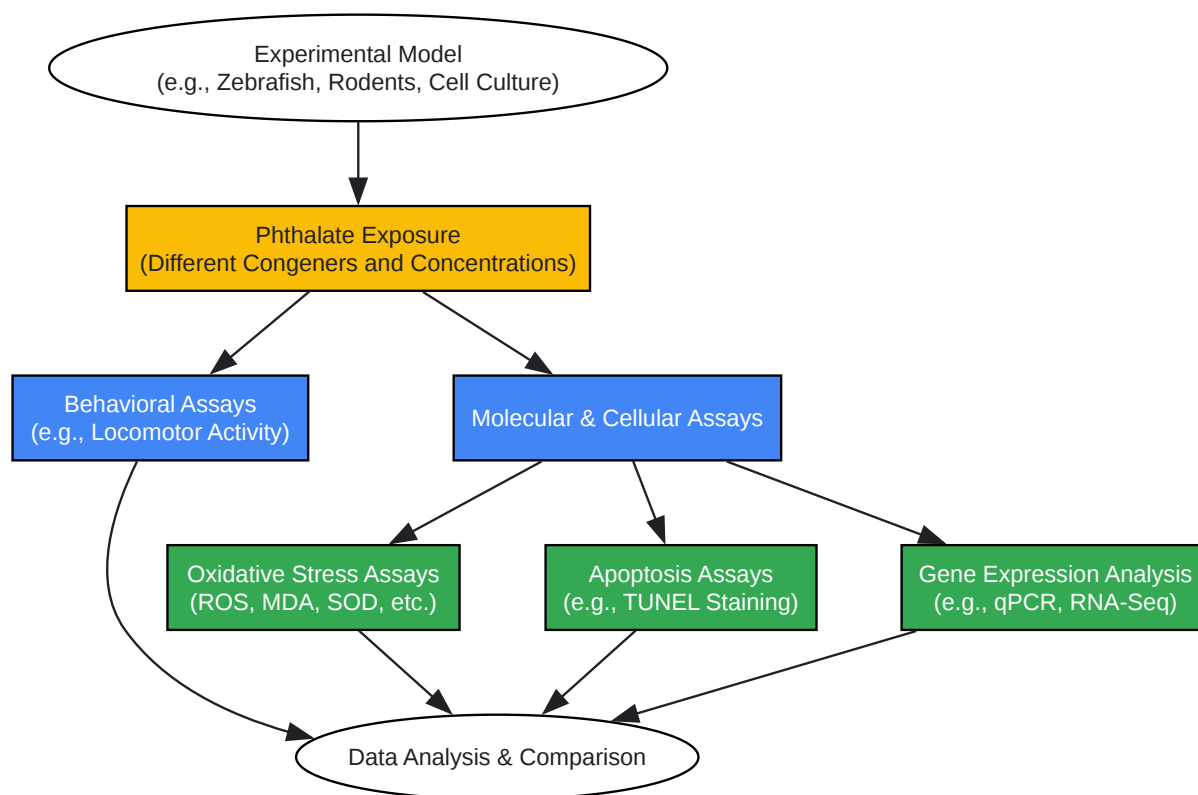 Experimental Model
(e.g., Zebrafish, Rodents, Cell Culture)
Phthalate Exposure
(Different Congeners and Concentrations)
Behavioral Assays
(e.g., Locomotor Activity)
Molecular & Cellular Assays
Oxidative Stress Assays
(ROS, MDA, SOD, etc.)
Apoptosis Assays
(e.g., TUNEL Staining)
Gene Expression Analysis
(e.g., qPCR, RNA-Seq)
Data Analysis & Comparison